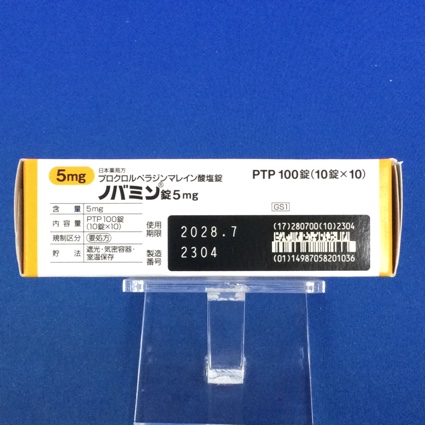 5mg
日本薬局方
プロクロルペラジンマレイン酸塩錠
ノバミン®錠5mg
PTP 100錠(10錠×10)
含量 5mg
内容量 PTP100錠
(10錠×10)
規制区分 要処方
貯法 遮光・気密容器・
室温保存
使用
期限 2028.7
製造
番号 2304
GS1
(17)280700(10)2304
(01)14987058201036